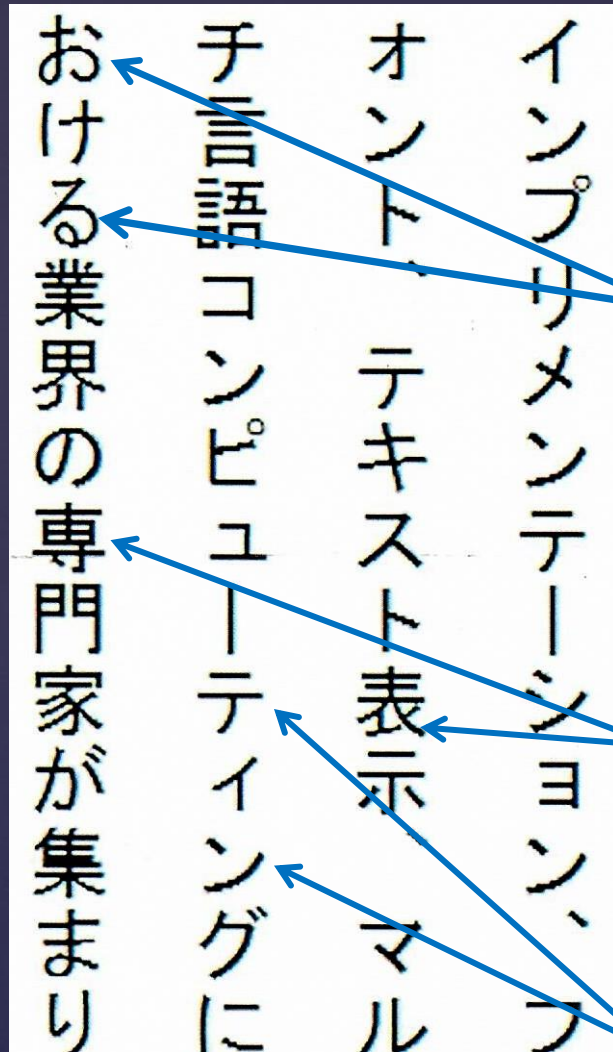 インプリメンテーション、フ
ォント、テキスト表示、マル
チ言語コンピューティングに
おける業界の専門家が集まり